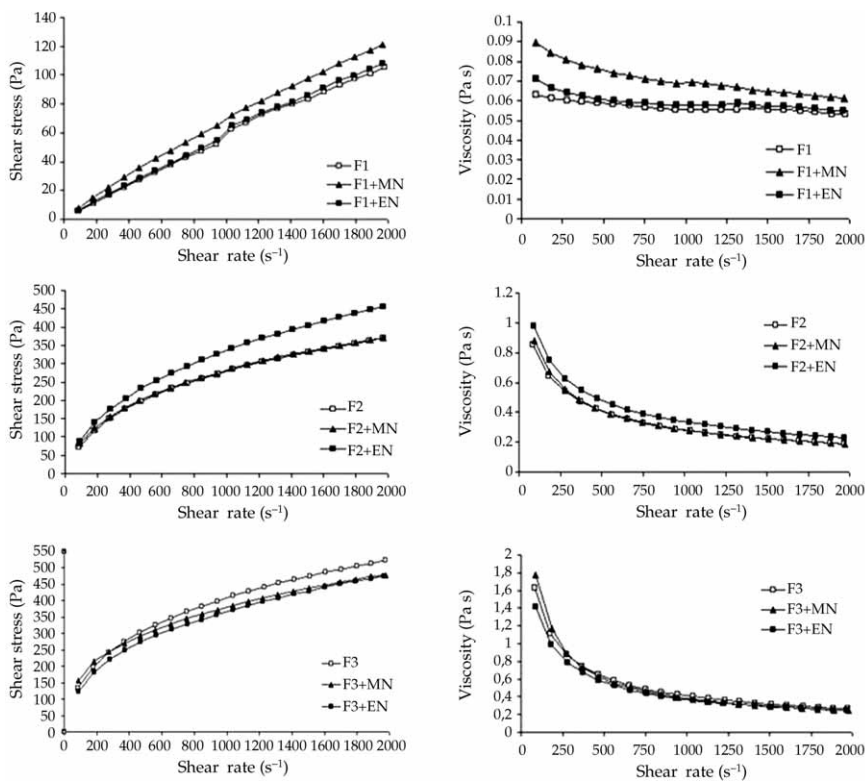 Shear stress (Pa)
140
120
100
80
60
40
20
0
F1
F1+MN
F1+EN
0 200 400 600 800 1000 1200 1400 1600 1800 2000
Shear rate (s⁻¹)
Viscosity (Pa s)
0.1
0.09
0.08
0.07
0.06
0.05
0.04
0.03
0.02
0.01
0
F1
F1+MN
F1+EN
0 250 500 750 1000 1250 1500 1750 2000
Shear rate (s⁻¹)
Shear stress (Pa)
500
450
400
350
300
250
200
150
100
50
0
F2
F2+MN
F2+EN
0 200 400 600 800 1000 1200 1400 1600 1800 2000
Shear rate (s⁻¹)
Viscosity (Pa s)
1.2
1
0.8
0.6
0.4
0.2
0
F2
F2+MN
F2+EN
0 250 500 750 1000 1250 1500 1750 2000
Shear rate (s⁻¹)
Shear stress (Pa)
550
500
450
400
350
300
250
200
150
100
50
0
F3
F3+MN
F3+EN
0 200 400 600 800 1000 1200 1400 1600 1800 2000
Shear rate (s⁻¹)
Viscosity (Pa s)
2
1,8
1,6
1,4
1,2
1
0,8
0,6
0,4
0,2
0
F3
F3+MN
F3+EN
0 250 500 750 1000 1250 1500 1750 2000
Shear rate (s⁻¹)